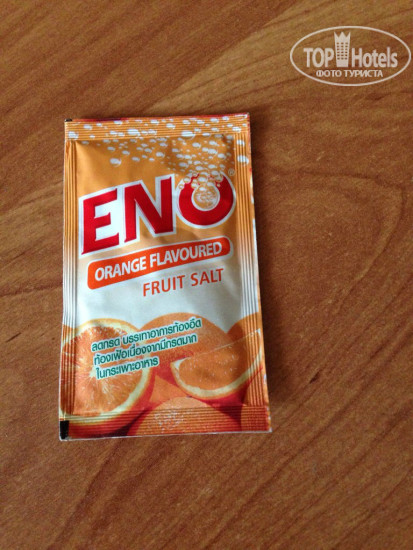 TOP Hotels
ФОТО ТУРИСТА
ENO
ORANGE FLAVOURED
FRUIT SALT
ลดกรด บรรเทาอาการท้องอืด
ท้องเฟ้อเนื่องจากมีกรดมาก
ในกระเพาะอาหาร